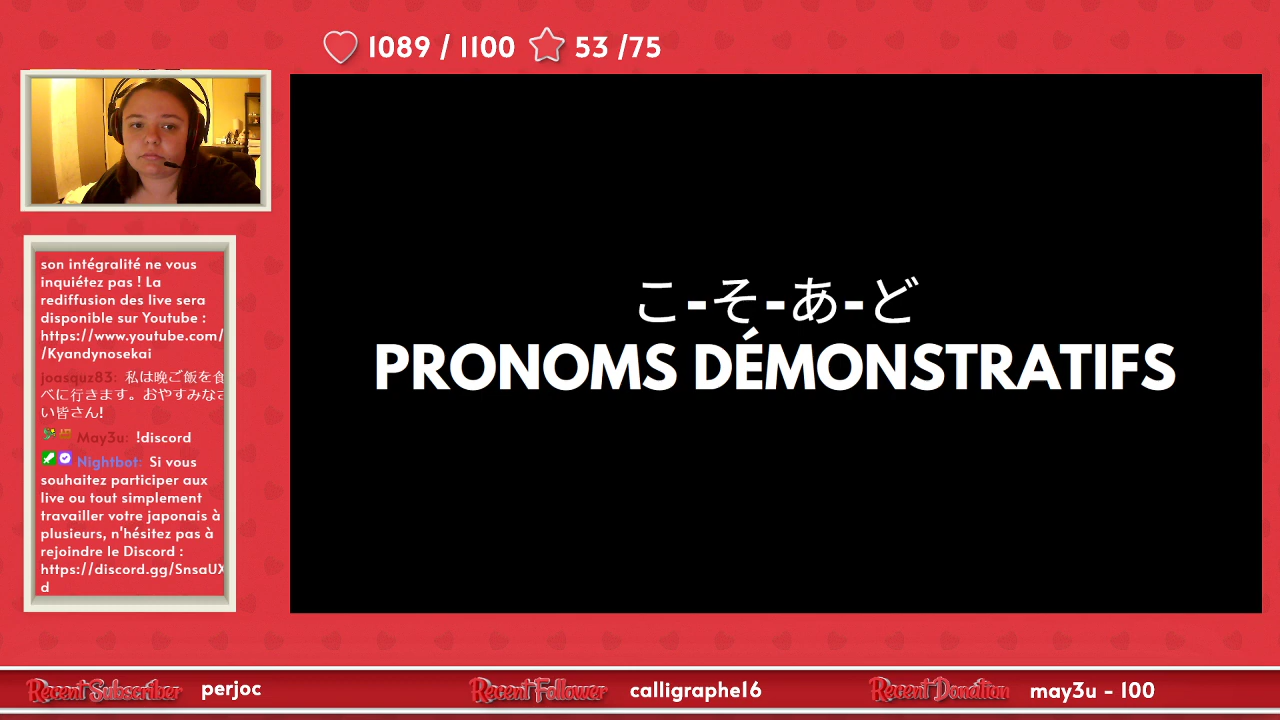 1089 / 1100 53 /75
son intégralité ne vous
inquiétez pas ! La
rediffusion des live sera
disponible sur Youtube :
https://www.youtube.com/
/Kyandynosekai
joasquz83: 私は晩ご飯を食
べに行きます。おやすみなさ
い皆さん!
May3u: !discord
Nightbot: Si vous
souhaitez participer aux
live ou tout simplement
travailler votre japonais à
plusieurs, n'hésitez pas à
rejoindre le Discord :
https://discord.gg/SnsaUX
d
こ-そ-あ-ど
PRONOMS DÉMONSTRATIFS
Recent Subscriber perjoc
Recent Follower calligraphe16
Recent Donation may3u - 100